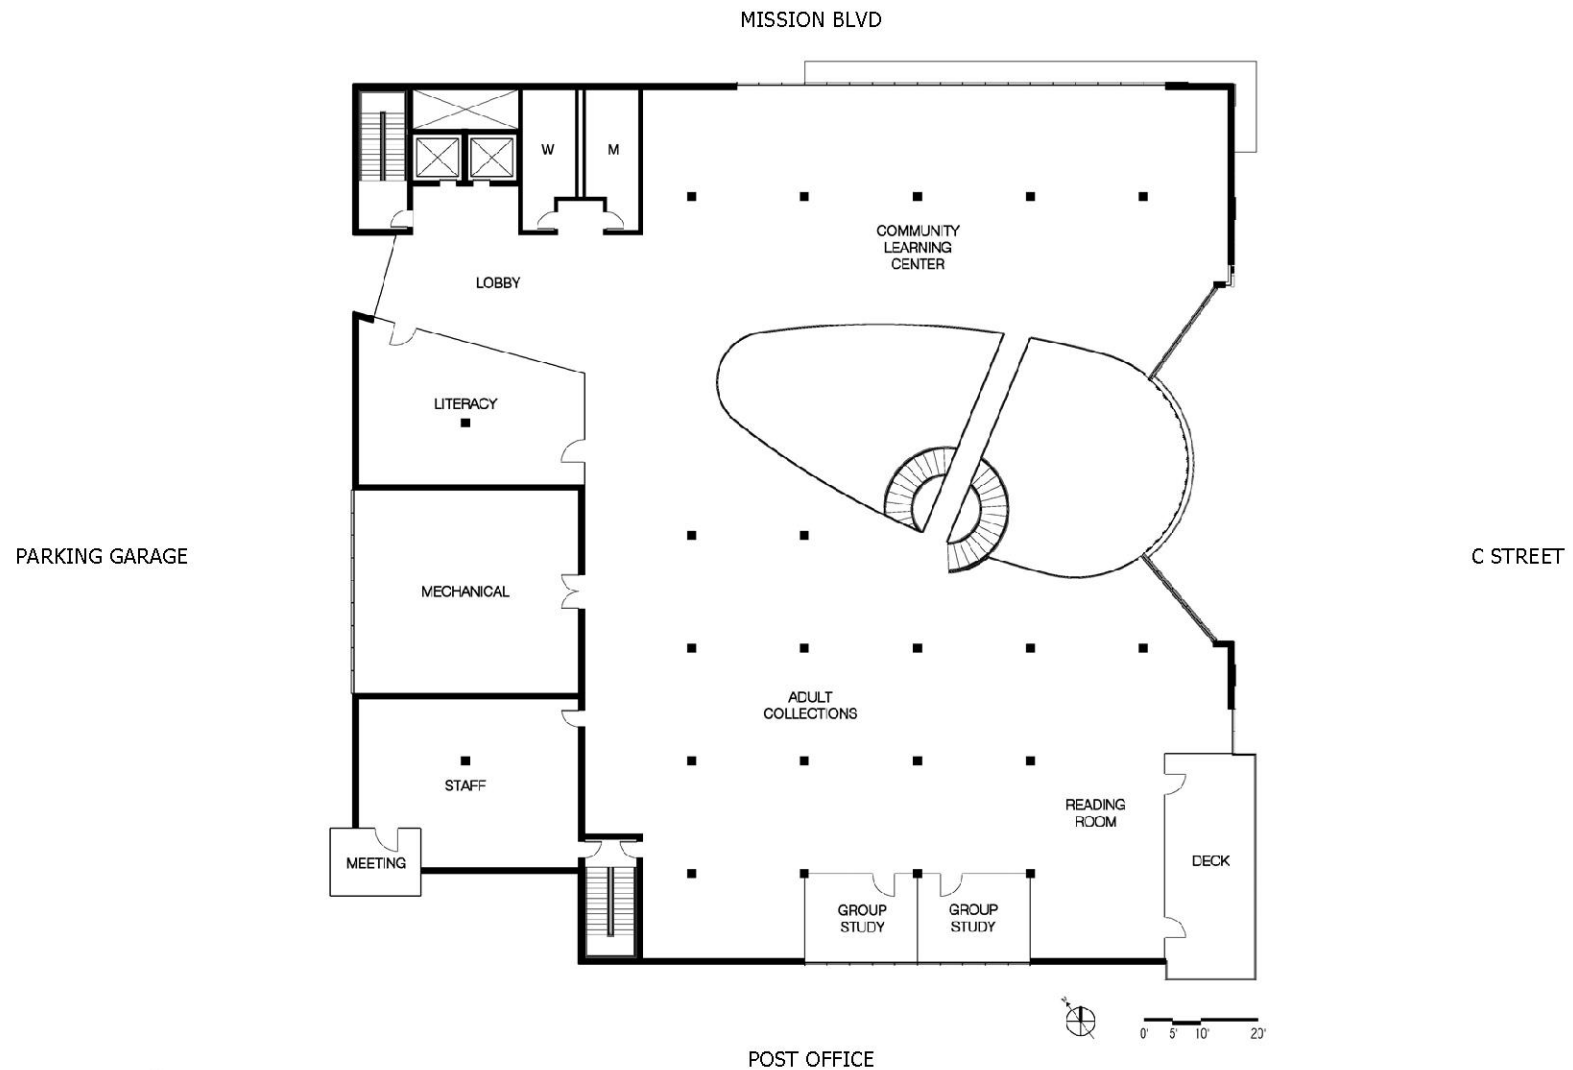 MISSION BLVD
W
M
COMMUNITY
LEARNING
CENTER
LOBBY
LITERACY
PARKING GARAGE
C STREET
MECHANICAL
ADULT
COLLECTIONS
STAFF
READING
ROOM
MEETING
DECK
GROUP
STUDY
GROUP
STUDY
N
0' 5' 10' 20'
POST OFFICE